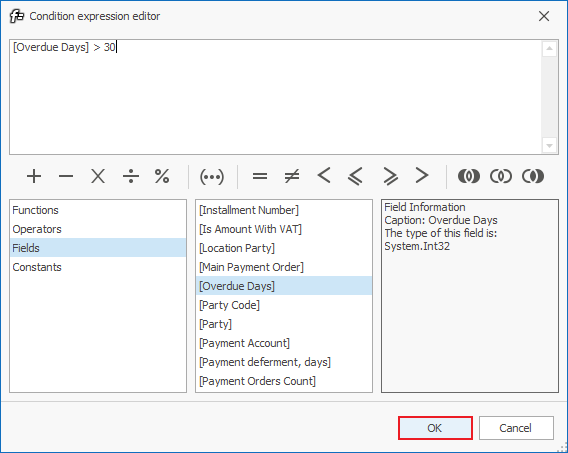 Condition expression editor
[Overdue Days] > 30
+ − × ÷ % (•••) = ≠ < ≤ ≥ >
Functions
Operators
Fields
Constants
[Installment Number]
[Is Amount With VAT]
[Location Party]
[Main Payment Order]
[Overdue Days]
[Party Code]
[Party]
[Payment Account]
[Payment deferment, days]
[Payment Orders Count]
Field Information
Caption: Overdue Days
The type of this field is:
System.Int32
OK
Cancel